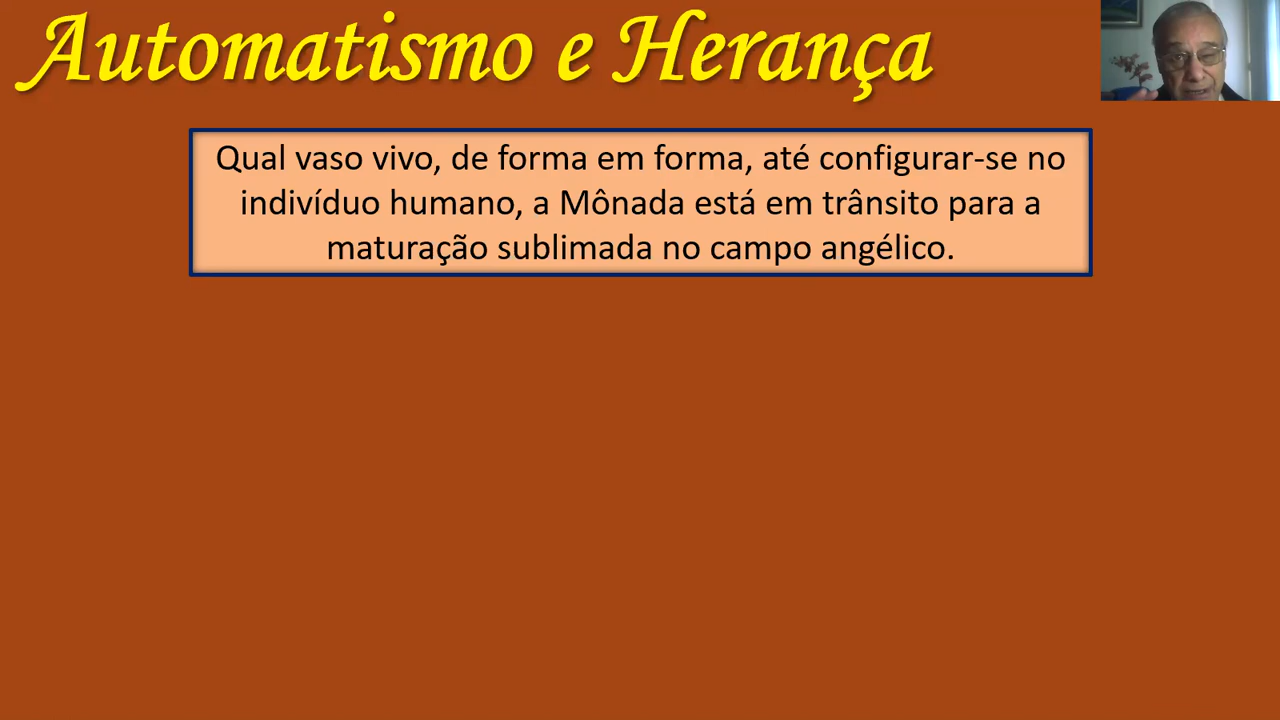 Automatismo e Herança
Qual vaso vivo, de forma em forma, até configurar-se no
indivíduo humano, a Mônada está em trânsito para a
maturação sublimada no campo angélico.